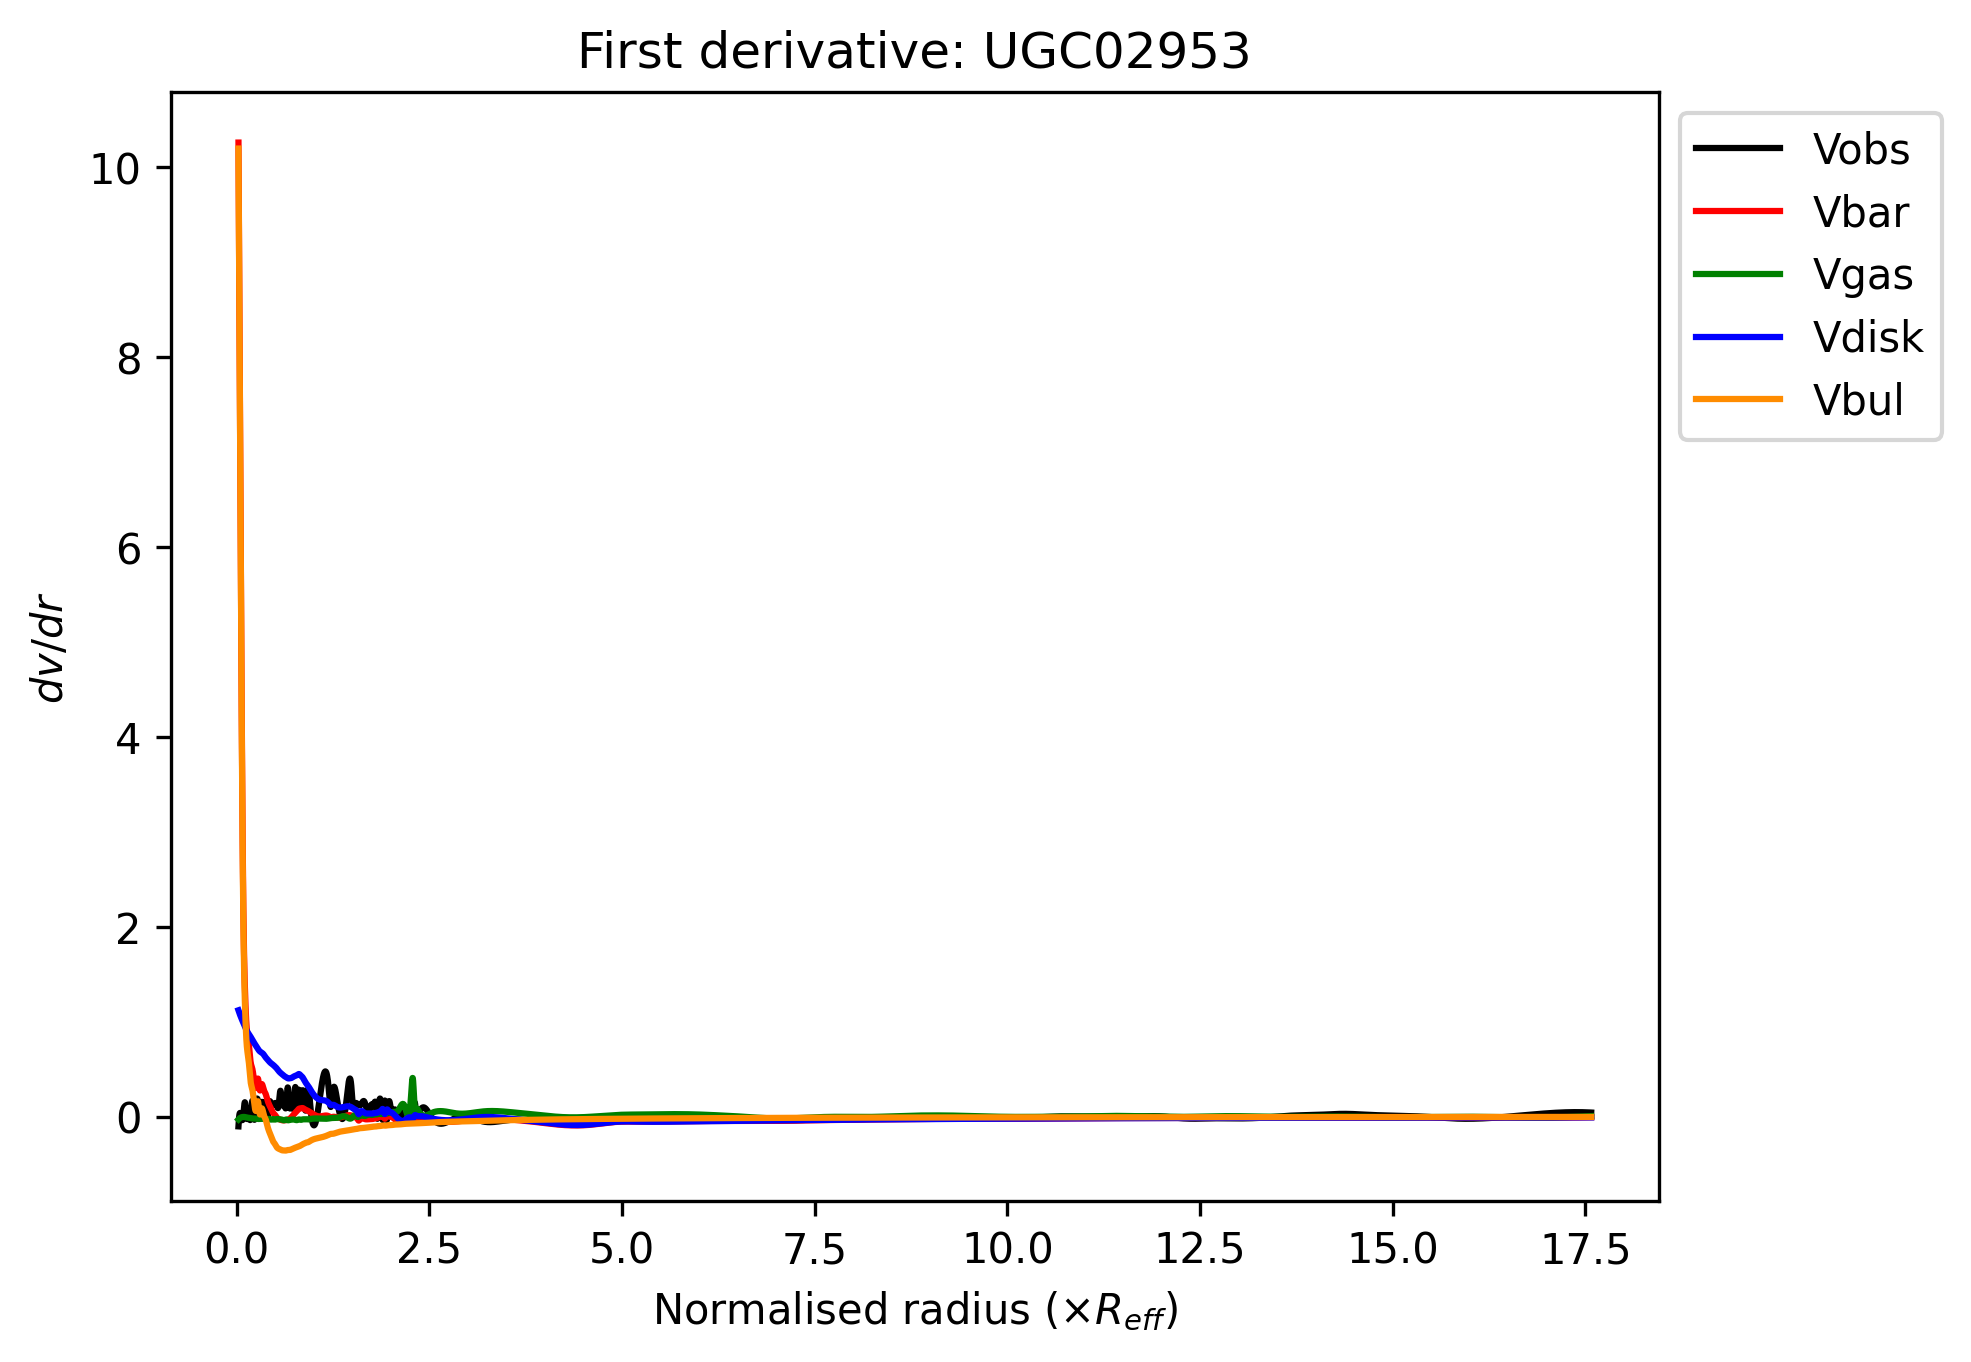 First derivative: UGC02953
10
8
6
4
2
0
dv/dr
0.0 2.5 5.0 7.5 10.0 12.5 15.0 17.5
Normalised radius (×R_eff)
Vobs
Vbar
Vgas
Vdisk
Vbul